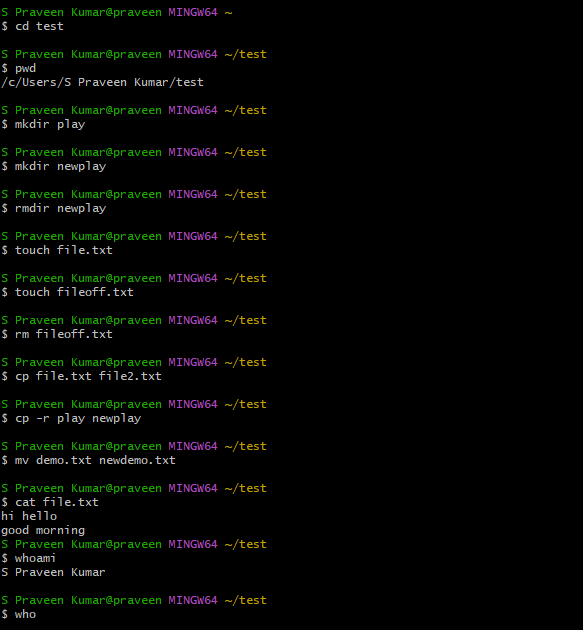 S Praveen Kumar@praveen MINGW64 ~
$ cd test
S Praveen Kumar@praveen MINGW64 ~/test
$ pwd
/c/Users/S Praveen Kumar/test
S Praveen Kumar@praveen MINGW64 ~/test
$ mkdir play
S Praveen Kumar@praveen MINGW64 ~/test
$ mkdir newplay
S Praveen Kumar@praveen MINGW64 ~/test
$ rmdir newplay
S Praveen Kumar@praveen MINGW64 ~/test
$ touch file.txt
S Praveen Kumar@praveen MINGW64 ~/test
$ touch fileoff.txt
S Praveen Kumar@praveen MINGW64 ~/test
$ rm fileoff.txt
S Praveen Kumar@praveen MINGW64 ~/test
$ cp file.txt file2.txt
S Praveen Kumar@praveen MINGW64 ~/test
$ cp -r play newplay
S Praveen Kumar@praveen MINGW64 ~/test
$ mv demo.txt newdemo.txt
S Praveen Kumar@praveen MINGW64 ~/test
$ cat file.txt
hi hello
good morning
S Praveen Kumar@praveen MINGW64 ~/test
$ whoami
S Praveen Kumar
S Praveen Kumar@praveen MINGW64 ~/test
$ who